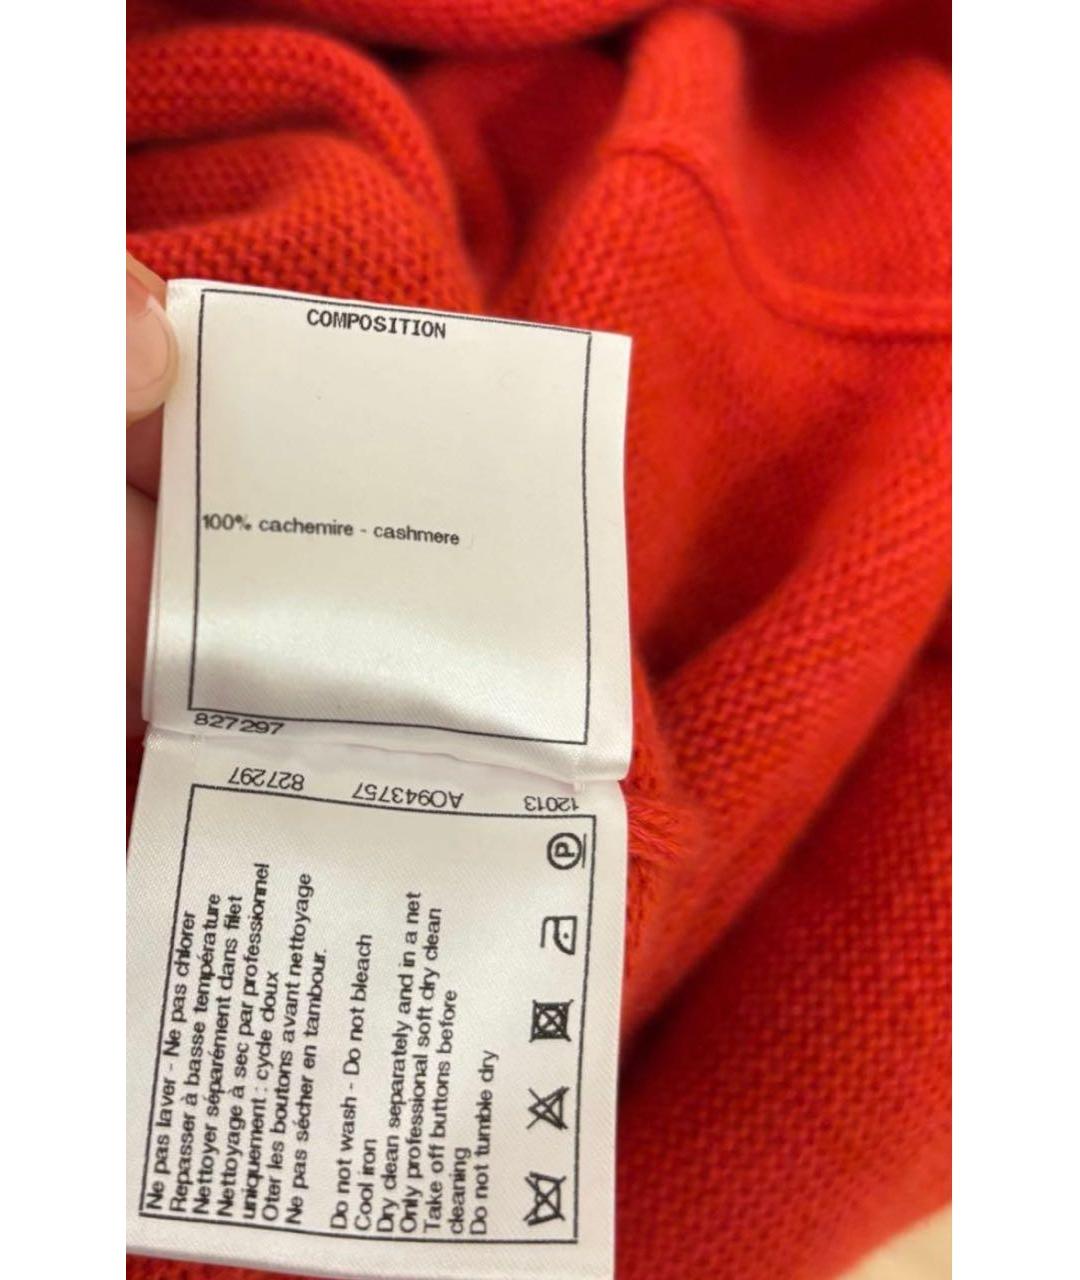 COMPOSITION
100% cachemire - cashmere
827297
827297 AO943757 12013
Ne pas laver - Ne pas chlorer
Repasser à basse température
Nettoyer séparément dans filet
Nettoyage à sec par professionnel
uniquement : cycle doux
Oter les boutons avant nettoyage
Ne pas sécher en tambour.
Do not wash - Do not bleach
Cool iron
Dry clean separately and in a net
Only professional soft dry clean
Take off buttons before
cleaning
Do not tumble dry
P